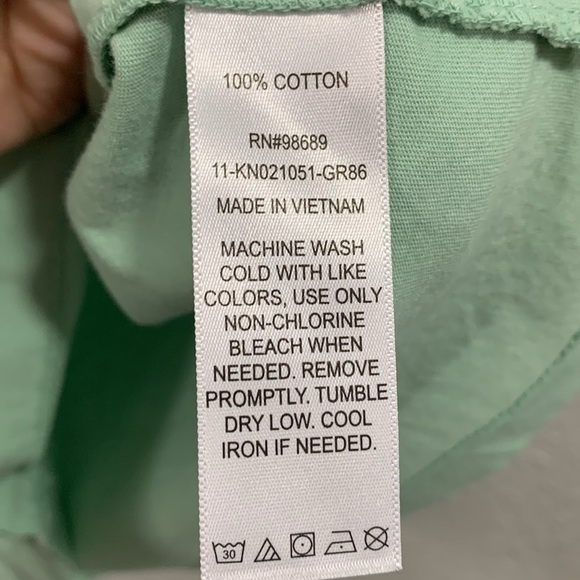 100% COTTON
RN#98689
11-KN021051-GR86
MADE IN VIETNAM
MACHINE WASH
COLD WITH LIKE
COLORS, USE ONLY
NON-CHLORINE
BLEACH WHEN
NEEDED. REMOVE
PROMPTLY. TUMBLE
DRY LOW. COOL
IRON IF NEEDED.
30